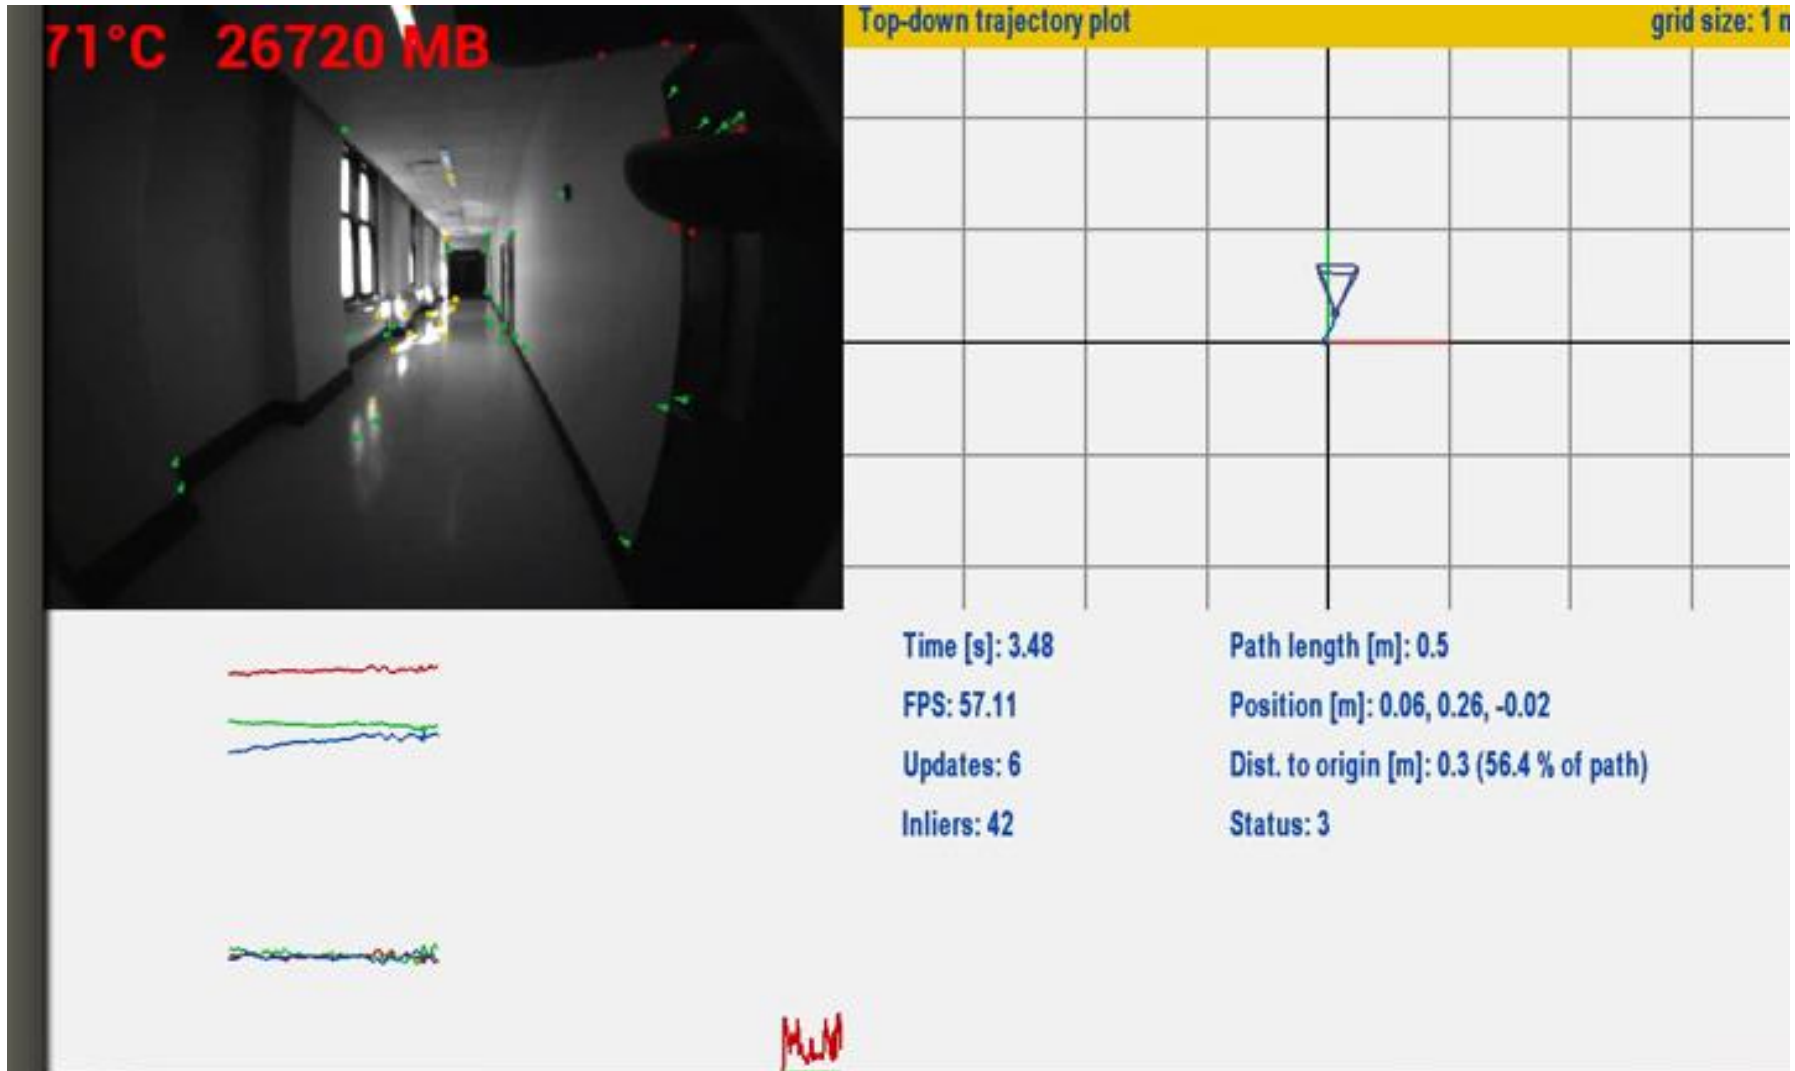 71°C 26720 MB
Top-down trajectory plot
grid size: 1
Time [s]: 3.48
Path length [m]: 0.5
FPS: 57.11
Position [m]: 0.06, 0.26, -0.02
Updates: 6
Dist. to origin [m]: 0.3 (56.4 % of path)
Inliers: 42
Status: 3